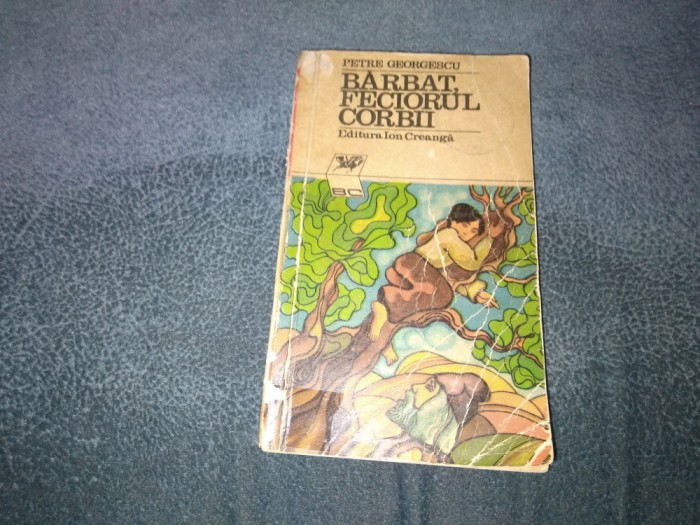 PETRE GEORGESCU
BĂRBAT,
FECIORUL
CORBII
Editura Ion Creangă
BC